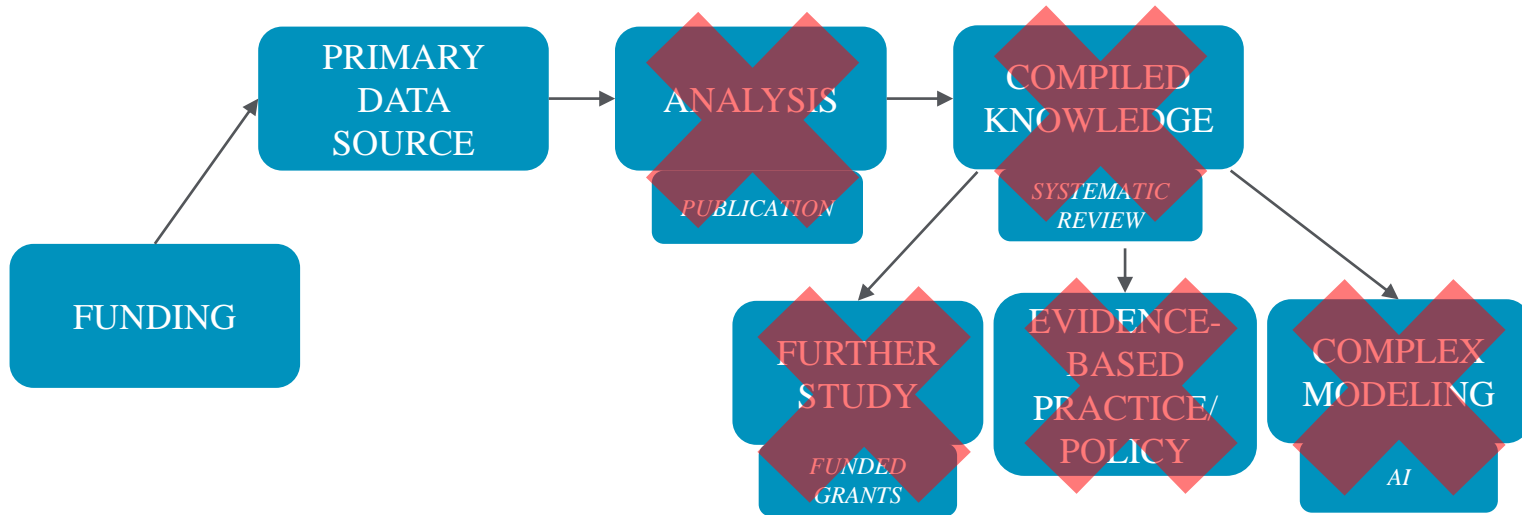 PRIMARY
DATA
SOURCE
ANALYSIS
PUBLICATION
COMPILED
KNOWLEDGE
SYSTEMATIC
REVIEW
FUNDING
FURTHER
STUDY
FUNDED
GRANTS
EVIDENCE-
BASED
PRACTICE/
POLICY
COMPLEX
MODELING
AI